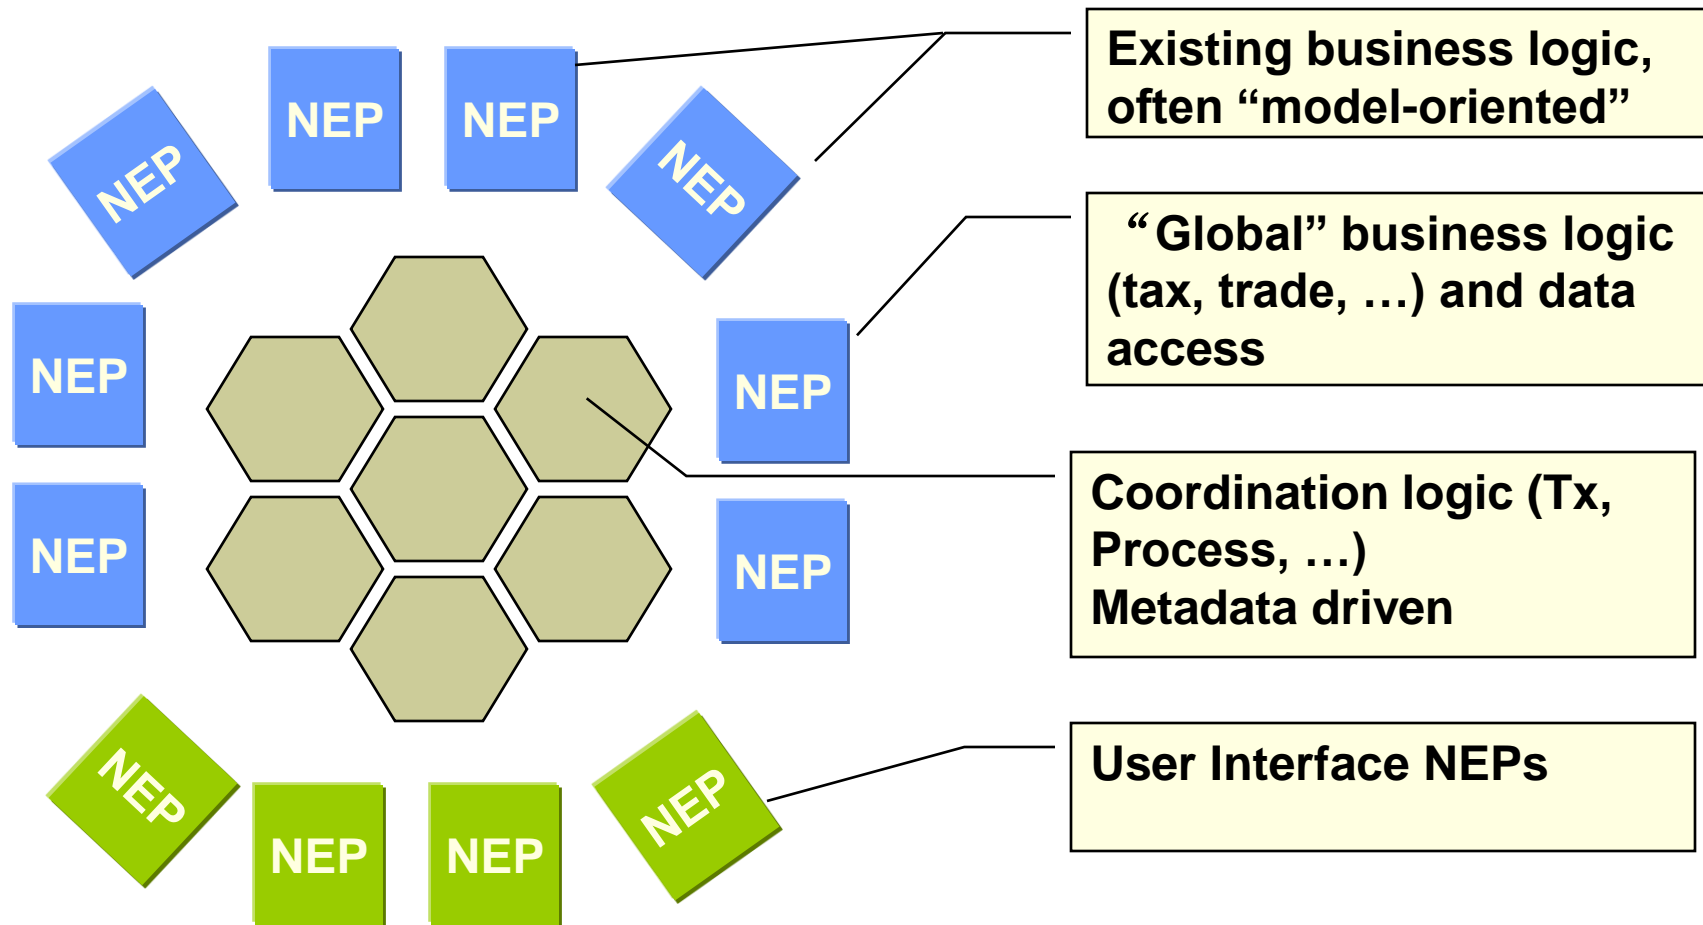 NEP
NEP
NEP
NEP
Existing business logic,
often “model-oriented”
“Global” business logic
(tax, trade, …) and data
access
NEP
NEP
NEP
NEP
Coordination logic (Tx,
Process, …)
Metadata driven
User Interface NEPs
NEP
NEP
NEP
NEP